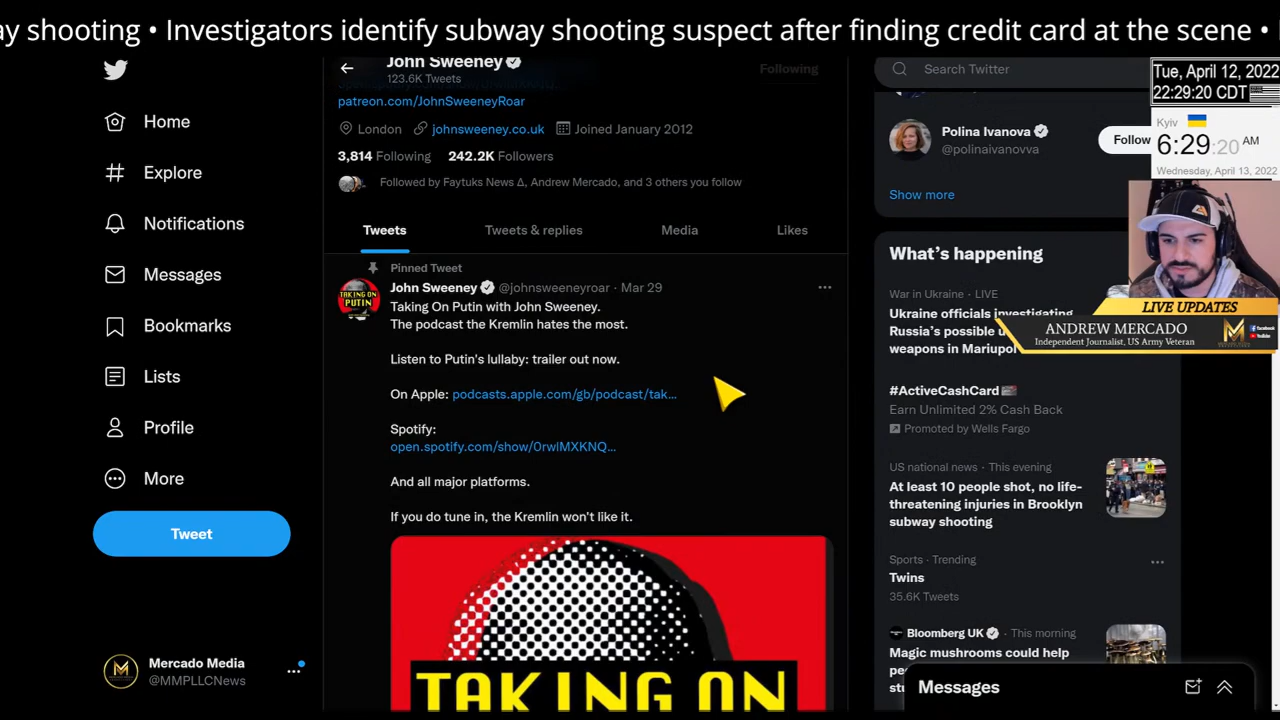 ay shooting • Investigators identify subway shooting suspect after finding credit card at the scene •
Home
Explore
Notifications
Messages
Bookmarks
Lists
Profile
More
Tweet
Mercado Media
@MMPLLCNews
John Sweeney
123.6K Tweets
Following
patreon.com/JohnSweeneyRoar
London johnsweeney.co.uk Joined January 2012
3,814 Following 242.2K Followers
Followed by Faytuks News Δ, Andrew Mercado, and 3 others you follow
Tweets Tweets & replies Media Likes
Pinned Tweet
John Sweeney @johnsweeneyroar · Mar 29
Taking On Putin with John Sweeney.
The podcast the Kremlin hates the most.
Listen to Putin's lullaby: trailer out now.
On Apple: podcasts.apple.com/gb/podcast/tak...
Spotify:
open.spotify.com/show/0rwlMXKNQ...
And all major platforms.
If you do tune in, the Kremlin won't like it.
TAKING ON
PUTIN
TAKING ON
Search Twitter
Polina Ivanova
@polinaivanovva
Follow
Show more
What's happening
War in Ukraine · LIVE
Ukraine officials investigating
Russia's possible u
weapons in Mariupol
#ActiveCashCard
Earn Unlimited 2% Cash Back
Promoted by Wells Fargo
US national news · This evening
At least 10 people shot, no life-
threatening injuries in Brooklyn
subway shooting
Sports · Trending
Twins
35.6K Tweets
Bloomberg UK · This morning
Magic mushrooms could help
Messages
Tue, April 12, 2022
22:29:20 CDT
Kyiv
6:29:20 AM
Wednesday, April 13, 2022
LIVE UPDATES
ANDREW MERCADO
Independent Journalist, US Army Veteran
facebook
YouTube